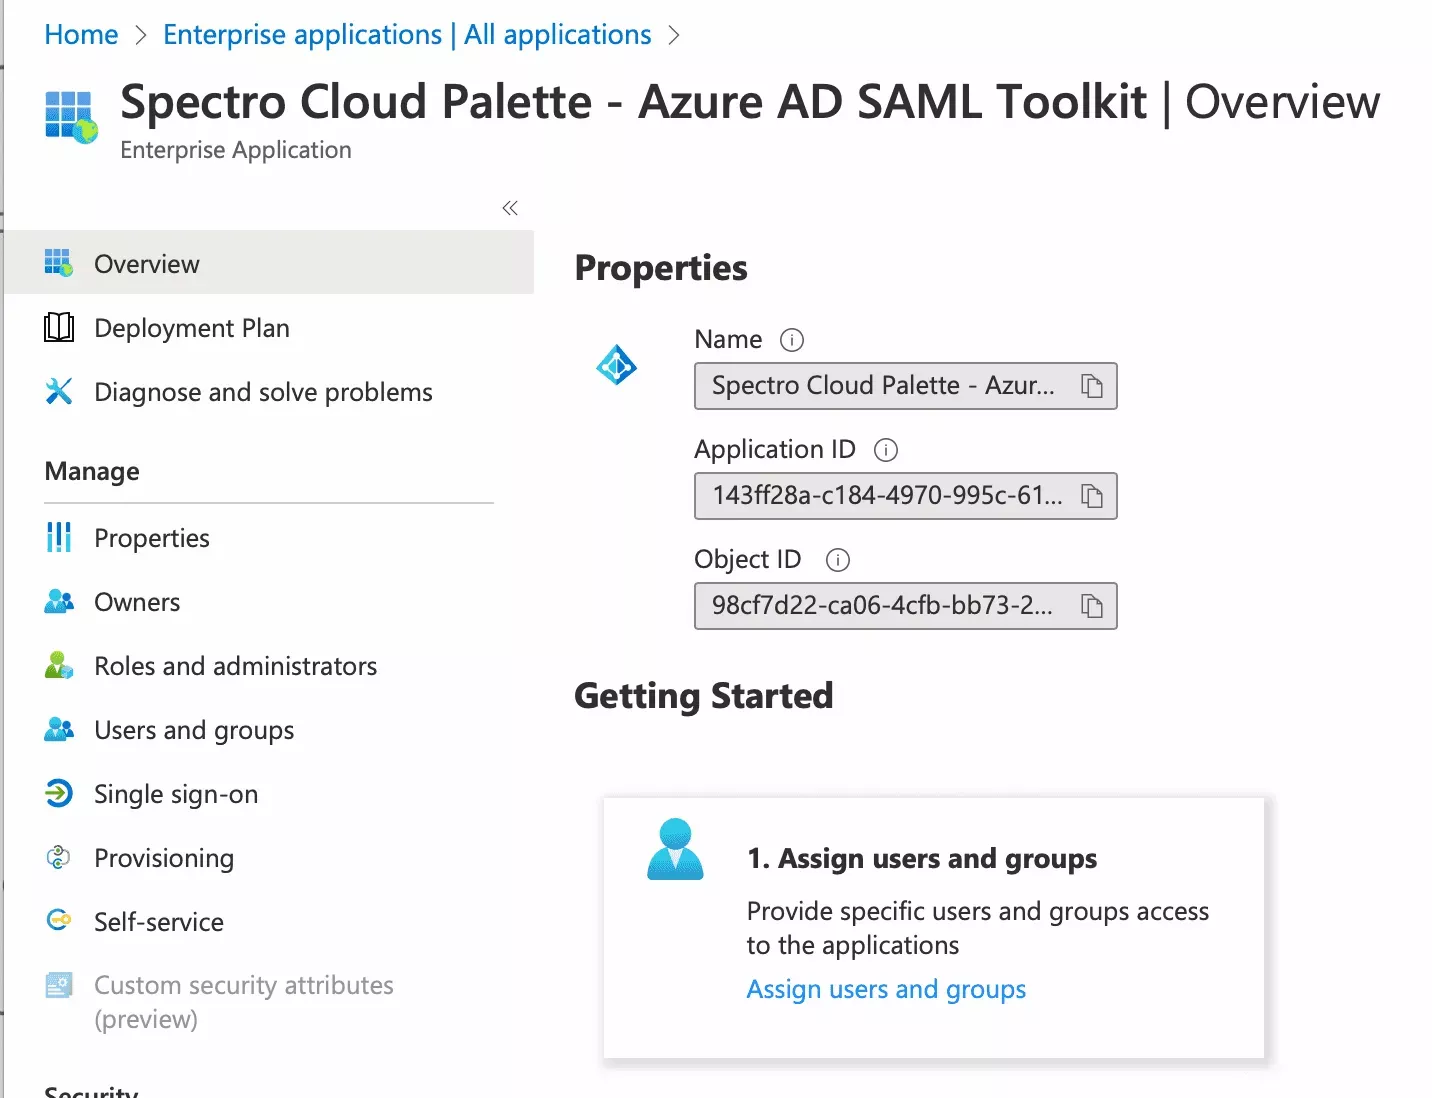 Home > Enterprise applications | All applications >
Spectro Cloud Palette - Azure AD SAML Toolkit | Overview
Enterprise Application
«
Overview
Deployment Plan
Diagnose and solve problems
Manage
Properties
Owners
Roles and administrators
Users and groups
Single sign-on
Provisioning
Self-service
Custom security attributes
(preview)
Security
Properties
Name
Spectro Cloud Palette - Azur...
Application ID
143ff28a-c184-4970-995c-61...
Object ID
98cf7d22-ca06-4cfb-bb73-2...
Getting Started
1. Assign users and groups
Provide specific users and groups access
to the applications
Assign users and groups